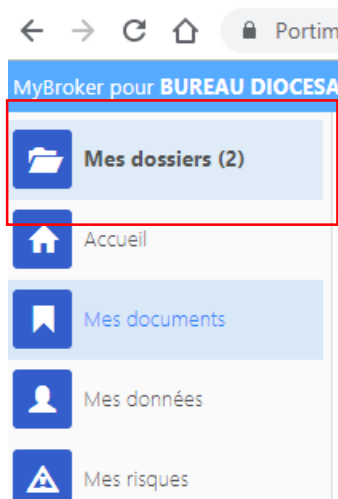 Portim
MyBroker pour BUREAU DIOCESA
Mes dossiers (2)
Accueil
Mes documents
Mes données
Mes risques